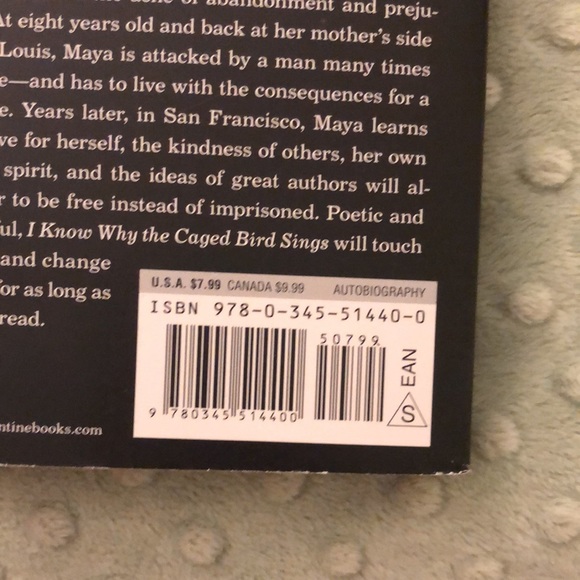 abandonment and preju-
At eight years old and back at her mother's side
Louis, Maya is attacked by a man many times
—and has to live with the consequences for a
Years later, in San Francisco, Maya learns
for herself, the kindness of others, her own
spirit, and the ideas of great authors will al-
to be free instead of imprisoned. Poetic and
I Know Why the Caged Bird Sings will touch
and change
for as long as
read.
U.S.A. $7.99 CANADA $9.99 AUTOBIOGRAPHY
ISBN 978-0-345-51440-0
50799
9 780345 514400
EAN
S
ntinebooks.com